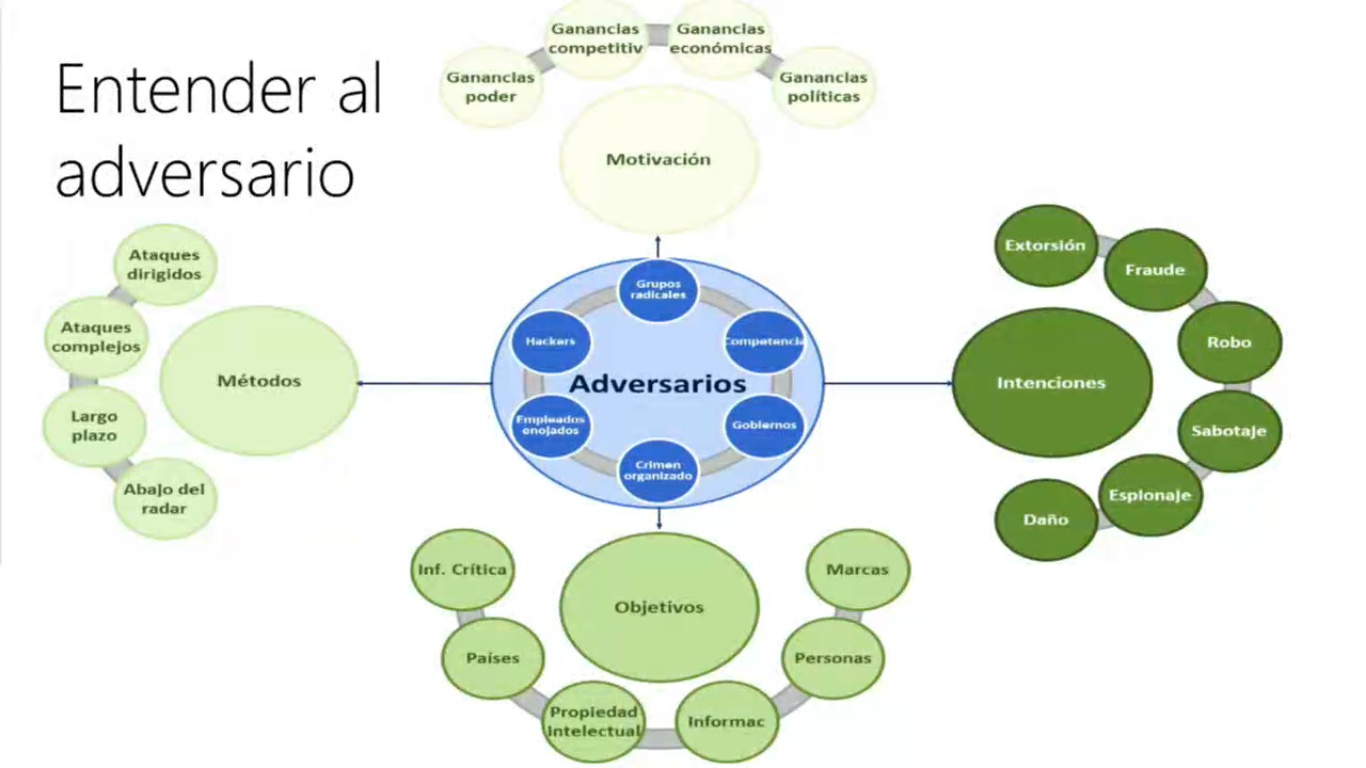 Entender al
adversario
Ganancias
poder
Ganancias
competitiv
Ganancias
económicas
Ganancias
políticas
Motivación
Ataques
dirigidos
Ataques
complejos
Largo
plazo
Abajo del
radar
Métodos
Grupos
radicales
Hackers
Competencia
Adversarios
Empleados
enojados
Gobiernos
Crimen
organizado
Extorsión
Fraude
Robo
Sabotaje
Espionaje
Daño
Intenciones
Objetivos
Inf. Crítica
Países
Propiedad
Intelectual
Informac
Personas
Marcas